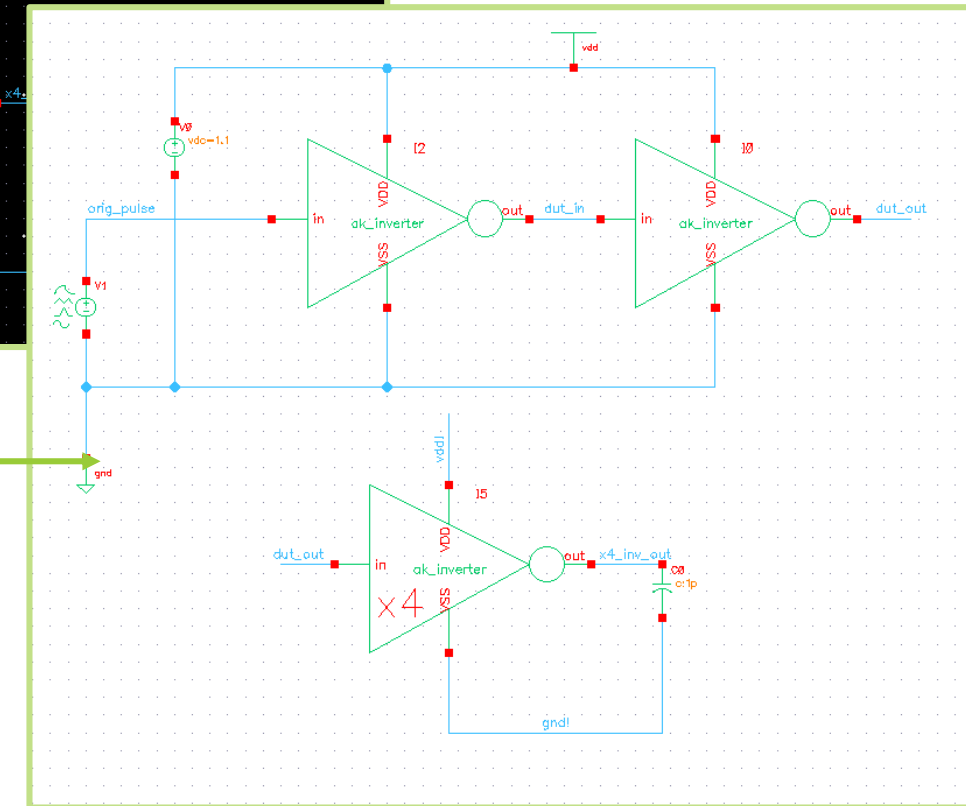 x4_
vdd
V0
vdc=1.1
I2
I0
VDD
VDD
orig_pulse
in
ak_inverter
out
dut_in
in
ak_inverter
out
dut_out
VSS
VSS
V1
gnd
vdd!
I5
VDD
dut_out
in
ak_inverter
out
x4_inv_out
C0
c:1p
x4
VSS
gnd!